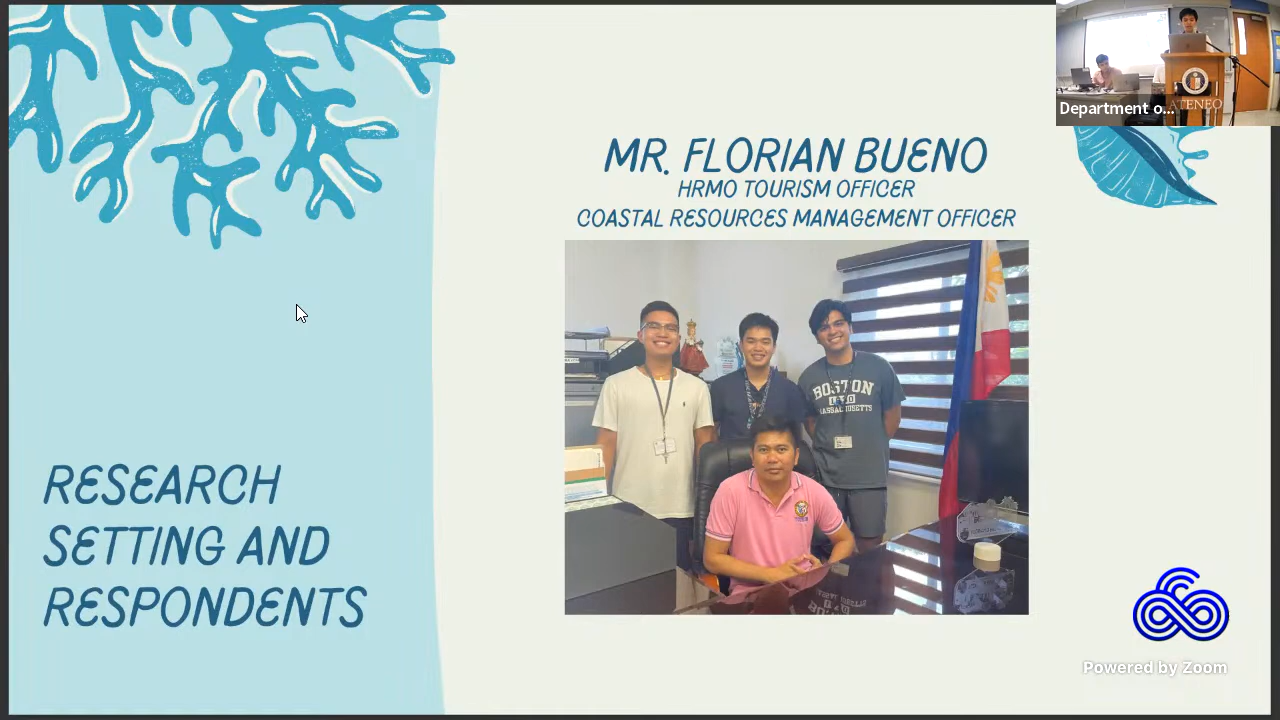 Department o...
ATENEO
MR. FLORIAN BUENO
HRMO TOURISM OFFICER
COASTAL RESOURCES MANAGEMENT OFFICER
BOSTON
MASSACHUSETTS
RESEARCH
SETTING AND
RESPONDENTS
Powered by Zoom